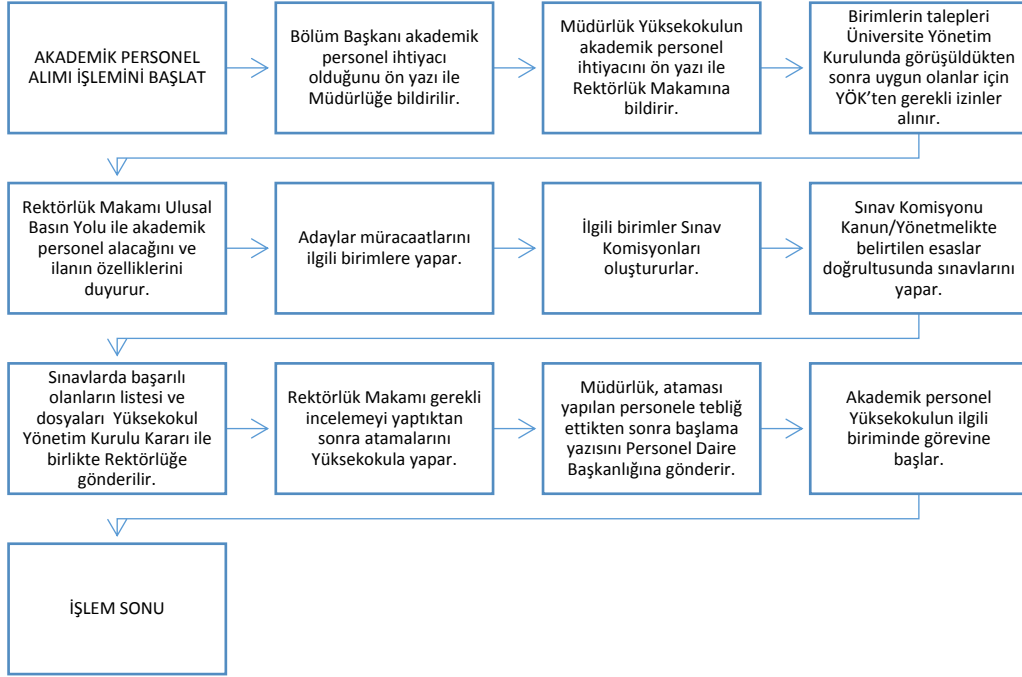 AKADEMİK PERSONEL
ALIMI İŞLEMİNİ BAŞLAT
Bölüm Başkanı akademik
personel ihtiyacı
olduğunu ön yazı ile
Müdürlüğe bildirilir.
Müdürlük Yüksekokulun
akademik personel
ihtiyacını ön yazı ile
Rektörlük Makamına
bildirir.
Birimlerin talepleri
Üniversite Yönetim
Kurulunda görüşüldükten
sonra uygun olanlar için
YÖK’ten gerekli izinler
alınır.
Rektörlük Makamı Ulusal
Basın Yolu ile akademik
personel alacağını ve
ilanın özelliklerini
duyurur.
Adaylar müracaatlarını
ilgili birimlere yapar.
İlgili birimler Sınav
Komisyonları
oluştururlar.
Sınav Komisyonu
Kanun/Yönetmelikte
belirtilen esaslar
doğrultusunda sınavlarını
yapar.
Sınavlarda başarılı
olanların listesi ve
dosyaları Yüksekokul
Yönetim Kurulu Kararı ile
birlikte Rektörlüğe
gönderilir.
Rektörlük Makamı gerekli
incelemeyi yaptıktan
sonra atamalarını
Yüksekokula yapar.
Müdürlük, ataması
yapılan personele tebliğ
ettikten sonra başlama
yazısını Personel Daire
Başkanlığına gönderir.
Akademik personel
Yüksekokulun ilgili
biriminde görevine
başlar.
İŞLEM SONU